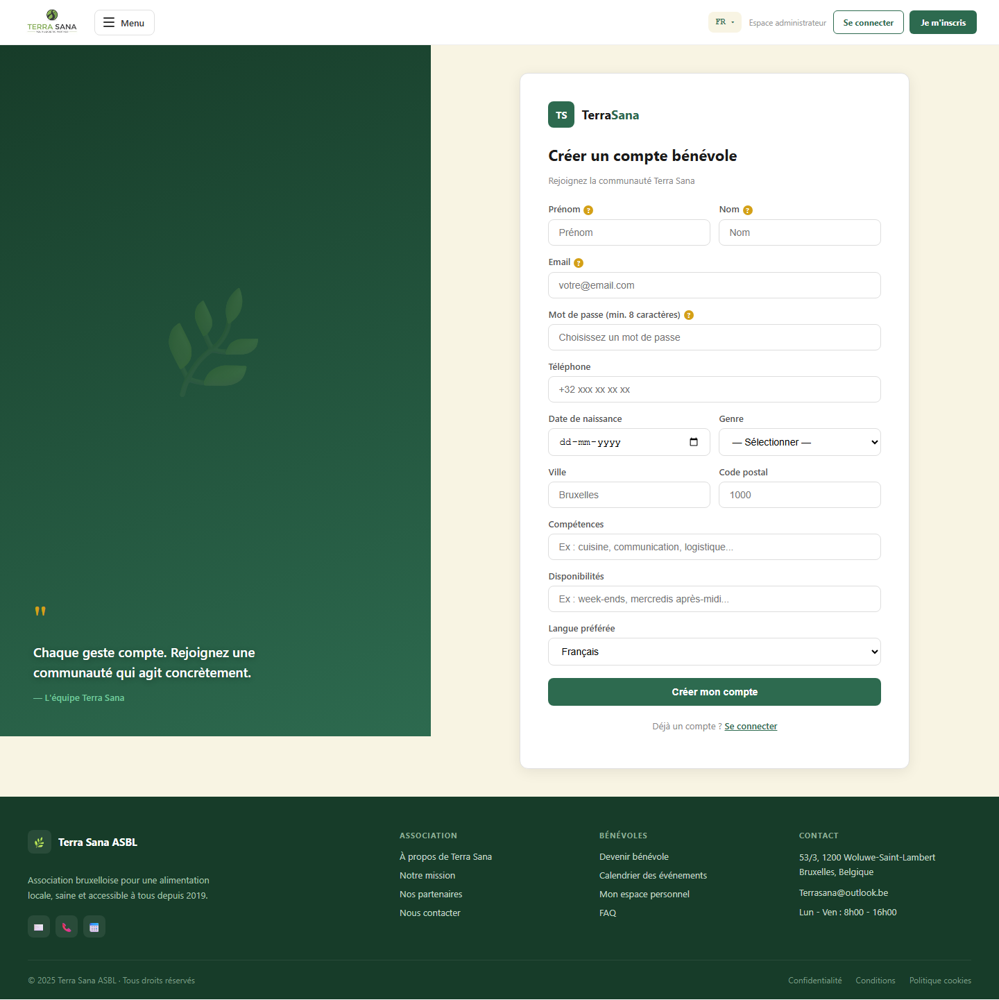 TERRA SANA
Menu
FR
Espace administrateur
Se connecter
Je m'inscris
"
Chaque geste compte. Rejoignez une
communauté qui agit concrètement.
— L'équipe Terra Sana
TS
TerraSana
Créer un compte bénévole
Rejoignez la communauté Terra Sana
Prénom ?
Nom ?
Prénom
Nom
Email ?
votre@email.com
Mot de passe (min. 8 caractères) ?
Choisissez un mot de passe
Téléphone
+32 xxx xx xx xx
Date de naissance
Genre
dd-mm-yyyy
— Sélectionner —
Ville
Code postal
Bruxelles
1000
Compétences
Ex : cuisine, communication, logistique...
Disponibilités
Ex : week-ends, mercredis après-midi...
Langue préférée
Français
Créer mon compte
Déjà un compte ? Se connecter
Terra Sana ASBL
Association bruxelloise pour une alimentation
locale, saine et accessible à tous depuis 2019.
ASSOCIATION
À propos de Terra Sana
Notre mission
Nos partenaires
Nous contacter
BÉNÉVOLES
Devenir bénévole
Calendrier des événements
Mon espace personnel
FAQ
CONTACT
53/3, 1200 Woluwe-Saint-Lambert
Bruxelles, Belgique
Terrasana@outlook.be
Lun - Ven : 8h00 - 16h00
© 2025 Terra Sana ASBL · Tous droits réservés
Confidentialité
Conditions
Politique cookies